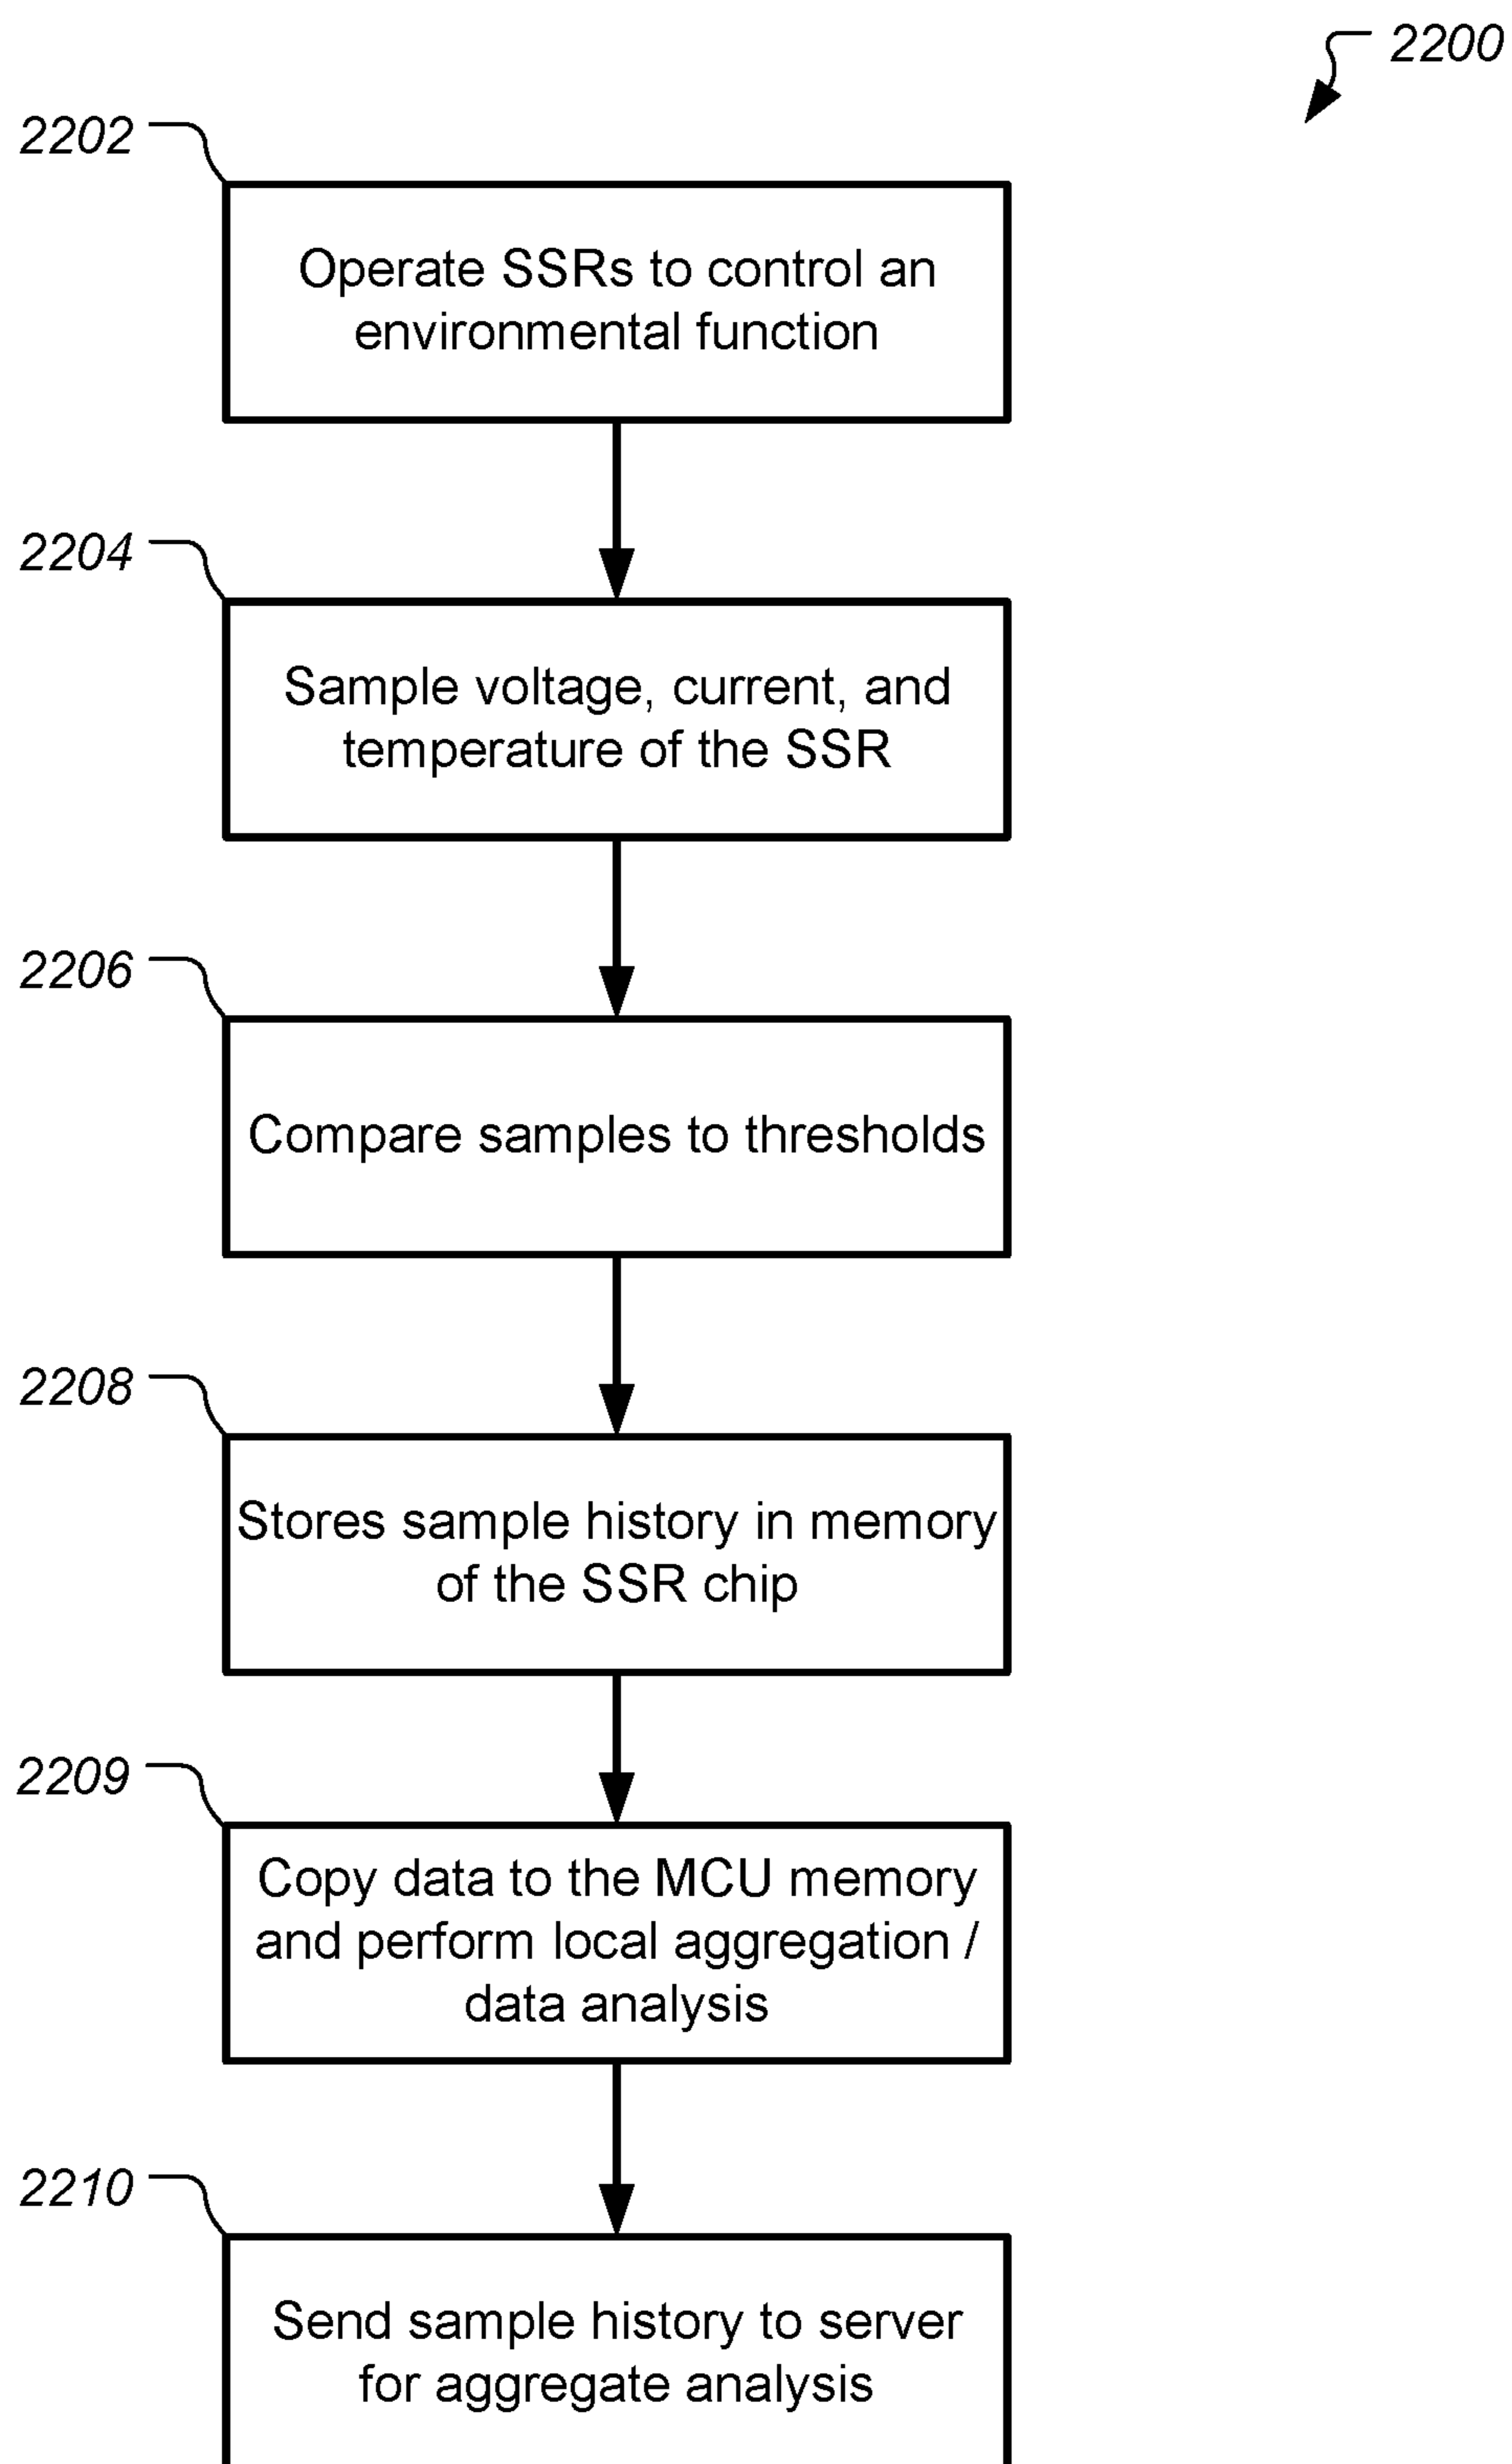 2200
2202
Operate SSRs to control an
environmental function
2204
Sample voltage, current, and
temperature of the SSR
2206
Compare samples to thresholds
2208
Stores sample history in memory
of the SSR chip
2209
Copy data to the MCU memory
and perform local aggregation /
data analysis
2210
Send sample history to server
for aggregate analysis